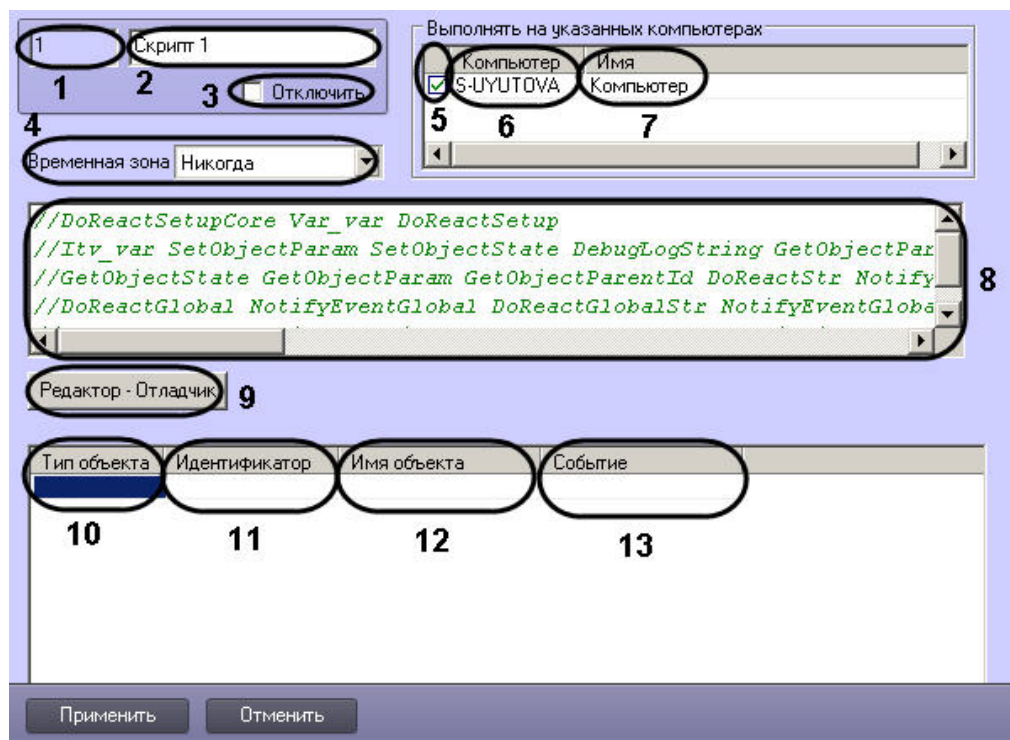 1
Скрипт 1
1
2
3
Отключить
4
Временная зона
Никогда
Выполнять на указанных компьютерах
Компьютер
Имя
S-UYUTOVA
Компьютер
5
6
7
//DoReactSetupCore Var_var DoReactSetup
//Itv_var SetObjectParam SetObjectState DebugLogString GetObjectPar
//GetObjectState GetObjectParam GetObjectParentId DoReactStr Notify
//DoReactGlobal NotifyEventGlobal DoReactGlobalStr NotifyEventGloba
8
Редактор - Отладчик
9
Тип объекта
Идентификатор
Имя объекта
Событие
10
11
12
13
Применить
Отменить